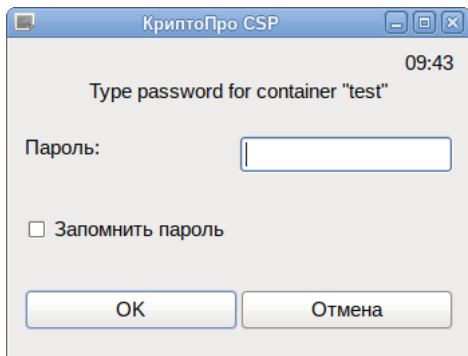 КриптоПро CSP
09:43
Type password for container "test"
Пароль:
Запомнить пароль
OK Отмена